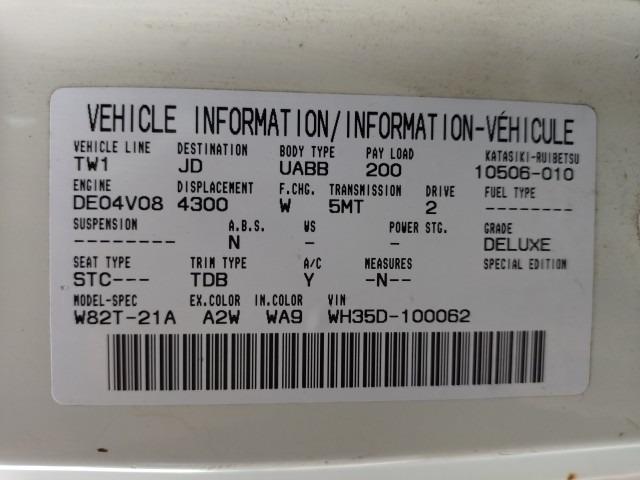 VEHICLE INFORMATION/INFORMATION-VÉHICULE
VEHICLE LINE DESTINATION BODY TYPE PAY LOAD KATASIKI-RUIBETSU
TW1 JD UABB 200 10506-010
ENGINE DISPLACEMENT F.CHG. TRANSMISSION DRIVE FUEL TYPE
DE04V08 4300 W 5MT 2 --------
SUSPENSION A.B.S. WS POWER STG. GRADE
-------- N - - DELUXE
SEAT TYPE TRIM TYPE A/C MEASURES SPECIAL EDITION
STC--- TDB Y -N--
MODEL-SPEC EX.COLOR IN.COLOR VIN
W82T-21A A2W WA9 WH35D-100062